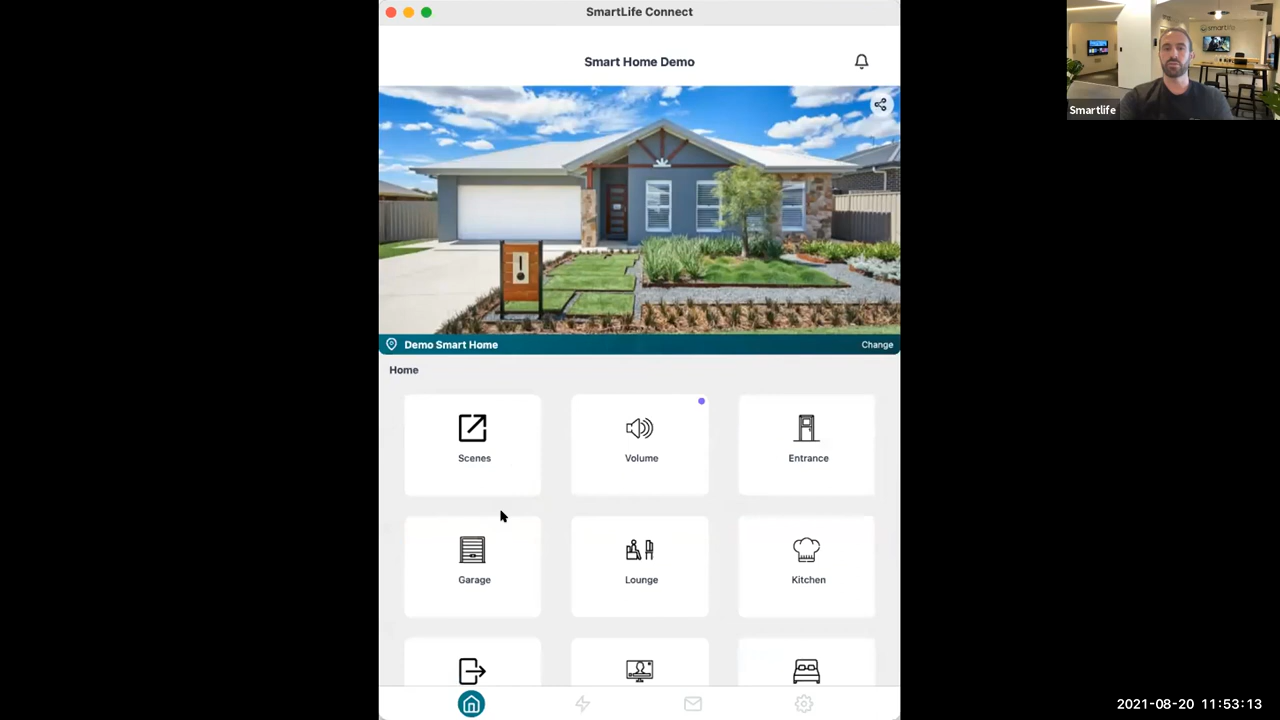 SmartLife Connect
Smart Home Demo
smartlife
Smartlife
Demo Smart Home
Change
Home
Scenes
Volume
Entrance
Garage
Lounge
Kitchen
2021-08-20 11:53:13